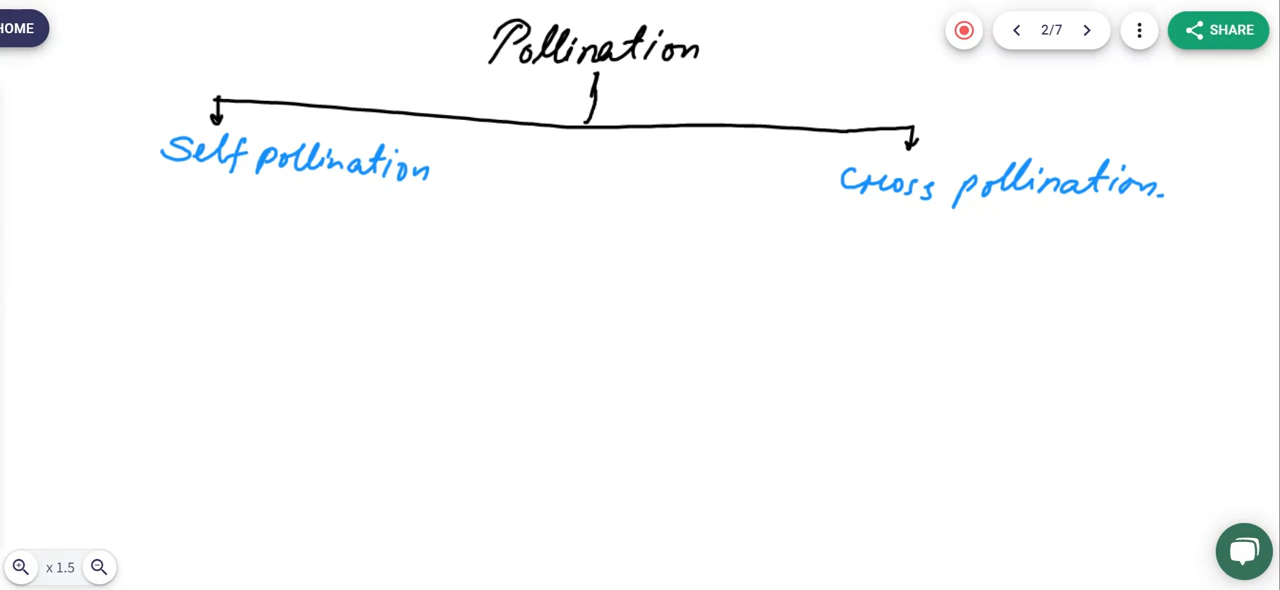 HOME
2/7
SHARE
Pollination
Self pollination
Cross pollination.
x 1.5